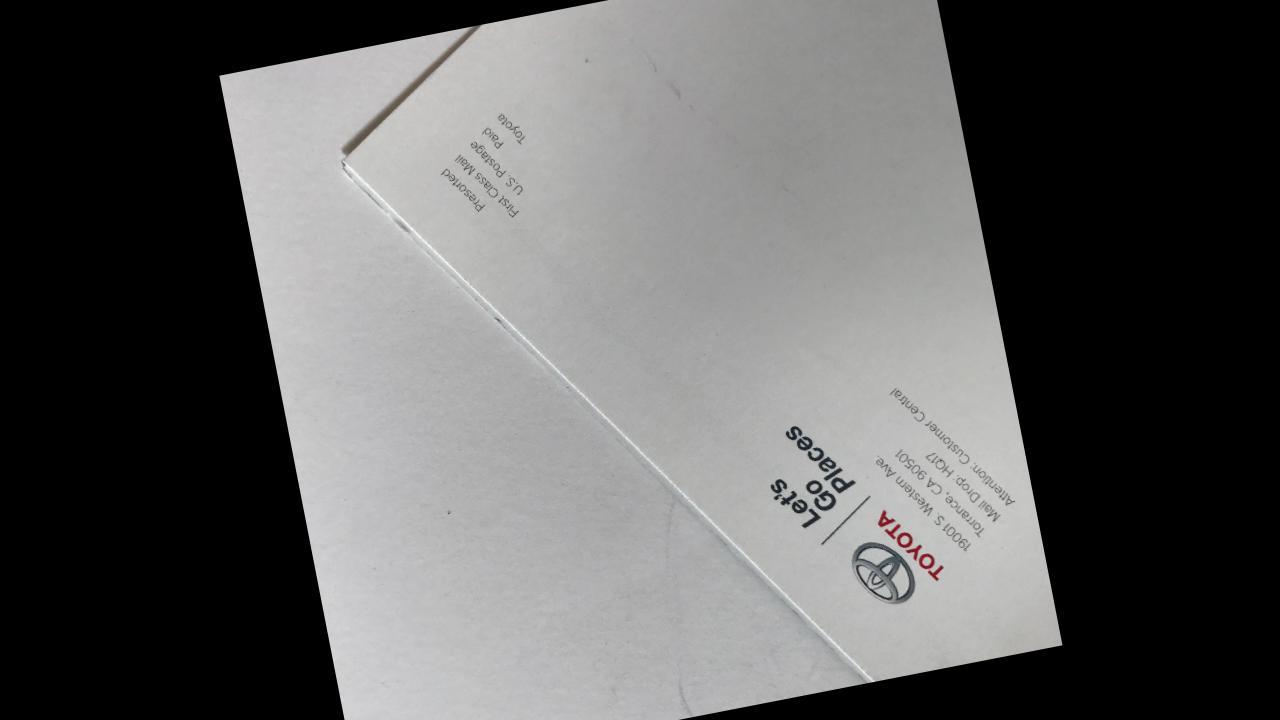 TOYOTA
Let's
Go
Places
19001 S. Western Ave.
Torrance, CA 90501
Mail Drop: HQ17
Attention: Customer Central
Presorted
First Class Mail
U.S. Postage
Paid
Toyota